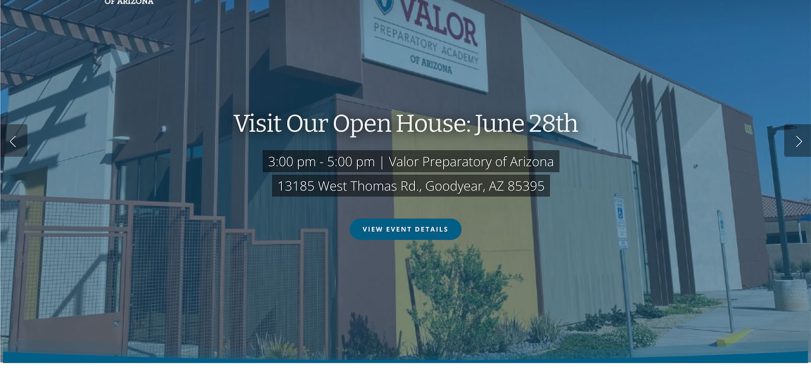 OF ARIZONA
VALOR
PREPARATORY ACADEMY
OF ARIZONA
Visit Our Open House: June 28th
3:00 pm - 5:00 pm | Valor Preparatory of Arizona
13185 West Thomas Rd., Goodyear, AZ 85395
VIEW EVENT DETAILS